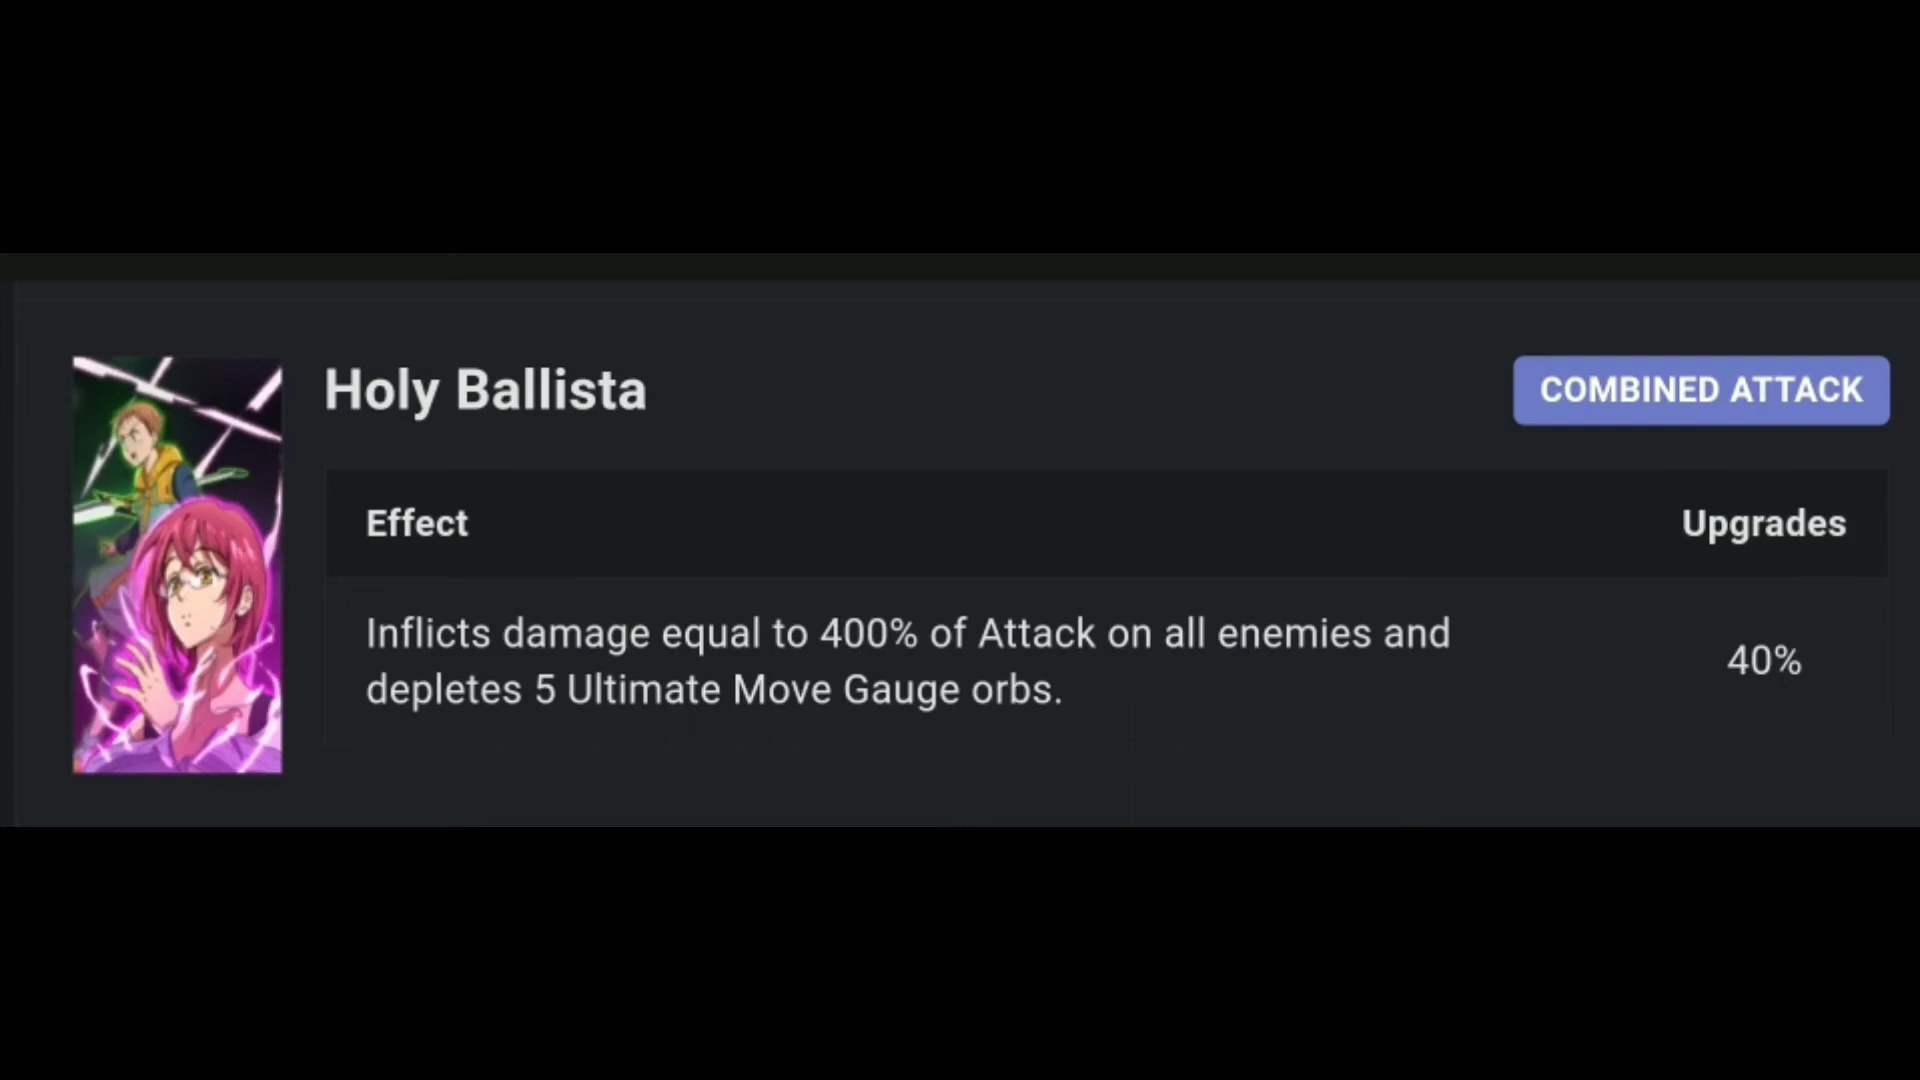 Holy Ballista
COMBINED ATTACK
Effect
Upgrades
Inflicts damage equal to 400% of Attack on all enemies and
depletes 5 Ultimate Move Gauge orbs.
40%